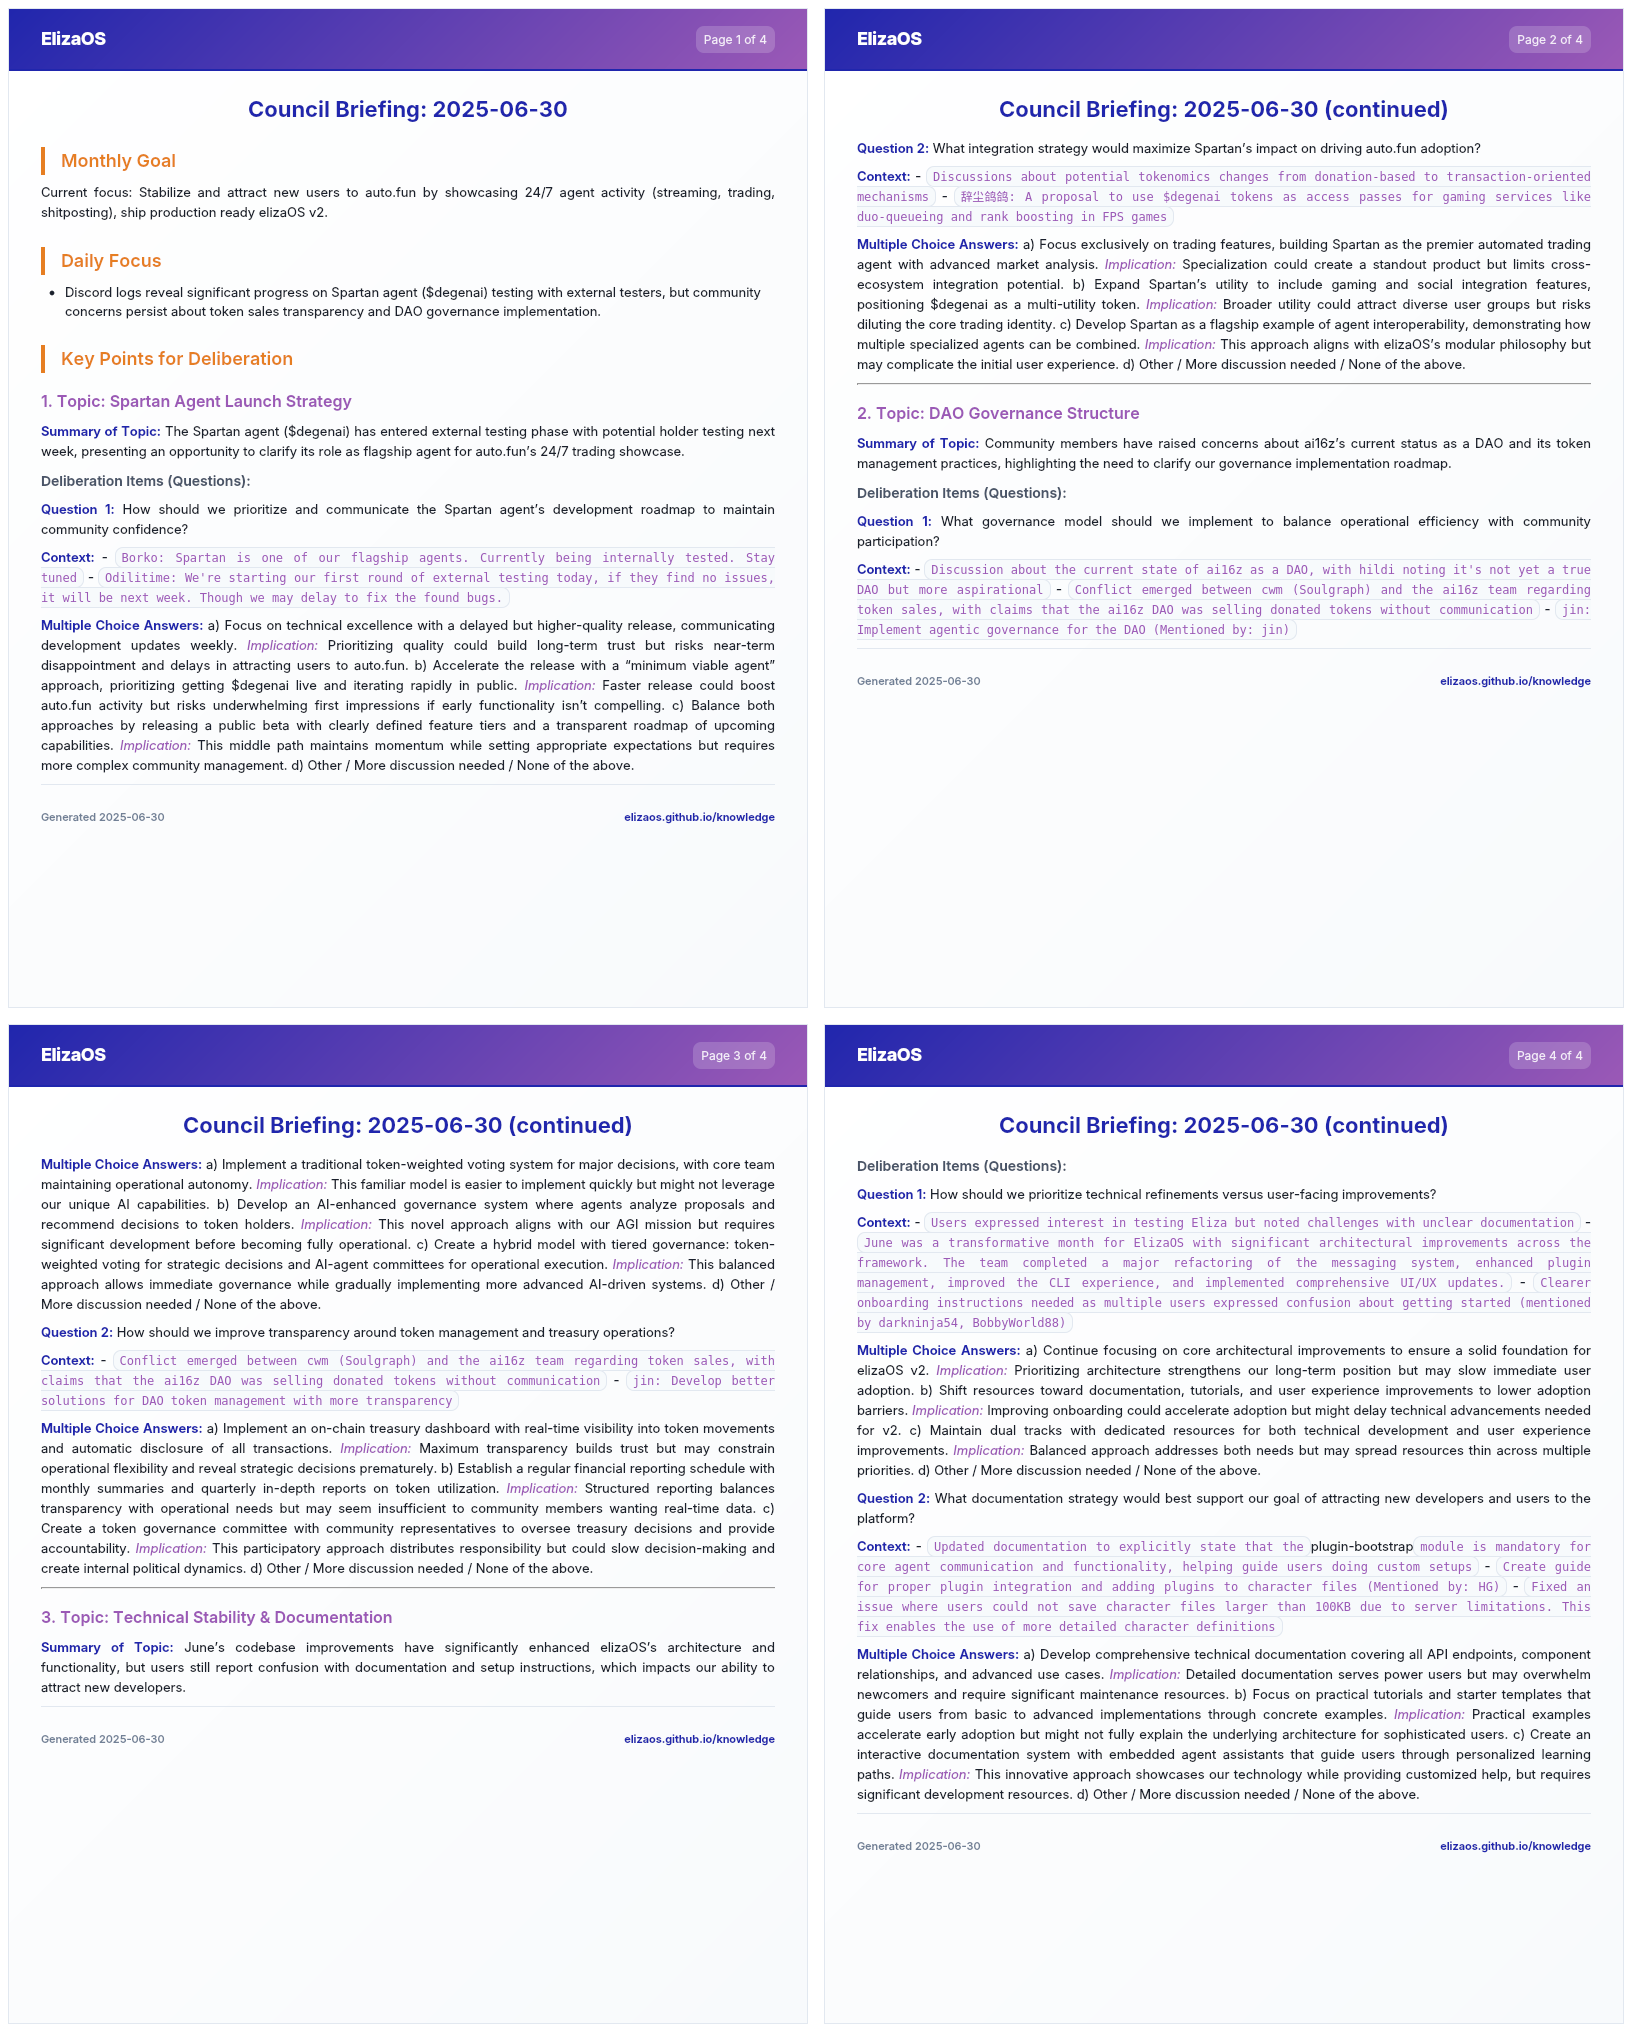 ElizaOS
Page 1 of 4
Council Briefing: 2025-06-30
Monthly Goal
Current focus: Stabilize and attract new users to auto.fun by showcasing 24/7 agent activity (streaming, trading,
shitposting), ship production ready elizaOS v2.
Daily Focus
• Discord logs reveal significant progress on Spartan agent ($degenai) testing with external testers, but community
concerns persist about token sales transparency and DAO governance implementation.
Key Points for Deliberation
1. Topic: Spartan Agent Launch Strategy
Summary of Topic: The Spartan agent ($degenai) has entered external testing phase with potential holder testing next
week, presenting an opportunity to clarify its role as flagship agent for auto.fun’s 24/7 trading showcase.
Deliberation Items (Questions):
Question 1: How should we prioritize and communicate the Spartan agent’s development roadmap to maintain
community confidence?
Context: - Borko: Spartan is one of our flagship agents. Currently being internally tested. Stay
tuned - Odilitime: We're starting our first round of external testing today, if they find no issues,
it will be next week. Though we may delay to fix the found bugs.
Multiple Choice Answers: a) Focus on technical excellence with a delayed but higher-quality release, communicating
development updates weekly. Implication: Prioritizing quality could build long-term trust but risks near-term
disappointment and delays in attracting users to auto.fun. b) Accelerate the release with a “minimum viable agent”
approach, prioritizing getting $degenai live and iterating rapidly in public. Implication: Faster release could boost
auto.fun activity but risks underwhelming first impressions if early functionality isn’t compelling. c) Balance both
approaches by releasing a public beta with clearly defined feature tiers and a transparent roadmap of upcoming
capabilities. Implication: This middle path maintains momentum while setting appropriate expectations but requires
more complex community management. d) Other / More discussion needed / None of the above.
Generated 2025-06-30
elizaos.github.io/knowledge
ElizaOS
Page 2 of 4
Council Briefing: 2025-06-30 (continued)
Question 2: What integration strategy would maximize Spartan’s impact on driving auto.fun adoption?
Context: - Discussions about potential tokenomics changes from donation-based to transaction-oriented
mechanisms - 辞尘鸽鸽: A proposal to use $degenai tokens as access passes for gaming services like
duo-queueing and rank boosting in FPS games
Multiple Choice Answers: a) Focus exclusively on trading features, building Spartan as the premier automated trading
agent with advanced market analysis. Implication: Specialization could create a standout product but limits cross-
ecosystem integration potential. b) Expand Spartan’s utility to include gaming and social integration features,
positioning $degenai as a multi-utility token. Implication: Broader utility could attract diverse user groups but risks
diluting the core trading identity. c) Develop Spartan as a flagship example of agent interoperability, demonstrating how
multiple specialized agents can be combined. Implication: This approach aligns with elizaOS’s modular philosophy but
may complicate the initial user experience. d) Other / More discussion needed / None of the above.
2. Topic: DAO Governance Structure
Summary of Topic: Community members have raised concerns about ai16z’s current status as a DAO and its token
management practices, highlighting the need to clarify our governance implementation roadmap.
Deliberation Items (Questions):
Question 1: What governance model should we implement to balance operational efficiency with community
participation?
Context: - Discussion about the current state of ai16z as a DAO, with hildi noting it's not yet a true
DAO but more aspirational - Conflict emerged between cwm (Soulgraph) and the ai16z team regarding
token sales, with claims that the ai16z DAO was selling donated tokens without communication - jin:
Implement agentic governance for the DAO (Mentioned by: jin)
Generated 2025-06-30
elizaos.github.io/knowledge
ElizaOS
Page 3 of 4
Council Briefing: 2025-06-30 (continued)
Multiple Choice Answers: a) Implement a traditional token-weighted voting system for major decisions, with core team
maintaining operational autonomy. Implication: This familiar model is easier to implement quickly but might not leverage
our unique AI capabilities. b) Develop an AI-enhanced governance system where agents analyze proposals and
recommend decisions to token holders. Implication: This novel approach aligns with our AGI mission but requires
significant development before becoming fully operational. c) Create a hybrid model with tiered governance: token-
weighted voting for strategic decisions and AI-agent committees for operational execution. Implication: This balanced
approach allows immediate governance while gradually implementing more advanced AI-driven systems. d) Other /
More discussion needed / None of the above.
Question 2: How should we improve transparency around token management and treasury operations?
Context: - Conflict emerged between cwm (Soulgraph) and the ai16z team regarding token sales, with
claims that the ai16z DAO was selling donated tokens without communication - jin: Develop better
solutions for DAO token management with more transparency
Multiple Choice Answers: a) Implement an on-chain treasury dashboard with real-time visibility into token movements
and automatic disclosure of all transactions. Implication: Maximum transparency builds trust but may constrain
operational flexibility and reveal strategic decisions prematurely. b) Establish a regular financial reporting schedule with
monthly summaries and quarterly in-depth reports on token utilization. Implication: Structured reporting balances
transparency with operational needs but may seem insufficient to community members wanting real-time data. c)
Create a token governance committee with community representatives to oversee treasury decisions and provide
accountability. Implication: This participatory approach distributes responsibility but could slow decision-making and
create internal political dynamics. d) Other / More discussion needed / None of the above.
3. Topic: Technical Stability & Documentation
Summary of Topic: June’s codebase improvements have significantly enhanced elizaOS’s architecture and
functionality, but users still report confusion with documentation and setup instructions, which impacts our ability to
attract new developers.
Generated 2025-06-30
elizaos.github.io/knowledge
ElizaOS
Page 4 of 4
Council Briefing: 2025-06-30 (continued)
Deliberation Items (Questions):
Question 1: How should we prioritize technical refinements versus user-facing improvements?
Context: - Users expressed interest in testing Eliza but noted challenges with unclear documentation -
June was a transformative month for ElizaOS with significant architectural improvements across the
framework. The team completed a major refactoring of the messaging system, enhanced plugin
management, improved the CLI experience, and implemented comprehensive UI/UX updates. - Clearer
onboarding instructions needed as multiple users expressed confusion about getting started (mentioned
by darkninja54, BobbyWorld88)
Multiple Choice Answers: a) Continue focusing on core architectural improvements to ensure a solid foundation for
elizaOS v2. Implication: Prioritizing architecture strengthens our long-term position but may slow immediate user
adoption. b) Shift resources toward documentation, tutorials, and user experience improvements to lower adoption
barriers. Implication: Improving onboarding could accelerate adoption but might delay technical advancements needed
for v2. c) Maintain dual tracks with dedicated resources for both technical development and user experience
improvements. Implication: Balanced approach addresses both needs but may spread resources thin across multiple
priorities. d) Other / More discussion needed / None of the above.
Question 2: What documentation strategy would best support our goal of attracting new developers and users to the
platform?
Context: - Updated documentation to explicitly state that the plugin-bootstrap module is mandatory for
core agent communication and functionality, helping guide users doing custom setups - Create guide
for proper plugin integration and adding plugins to character files (Mentioned by: HG) - Fixed an
issue where users could not save character files larger than 100KB due to server limitations. This
fix enables the use of more detailed character definitions
Multiple Choice Answers: a) Develop comprehensive technical documentation covering all API endpoints, component
relationships, and advanced use cases. Implication: Detailed documentation serves power users but may overwhelm
newcomers and require significant maintenance resources. b) Focus on practical tutorials and starter templates that
guide users from basic to advanced implementations through concrete examples. Implication: Practical examples
accelerate early adoption but might not fully explain the underlying architecture for sophisticated users. c) Create an
interactive documentation system with embedded agent assistants that guide users through personalized learning
paths. Implication: This innovative approach showcases our technology while providing customized help, but requires
significant development resources. d) Other / More discussion needed / None of the above.
Generated 2025-06-30
elizaos.github.io/knowledge